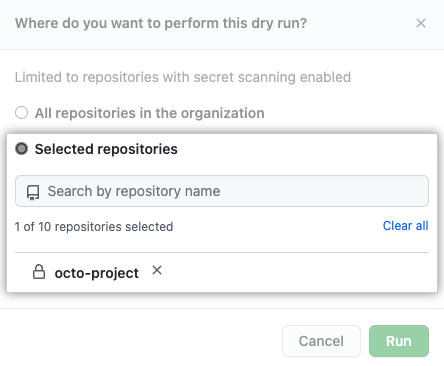 Where do you want to perform this dry run?
Limited to repositories with secret scanning enabled
All repositories in the organization
Selected repositories
Search by repository name
1 of 10 repositories selected Clear all
octo-project
Cancel Run